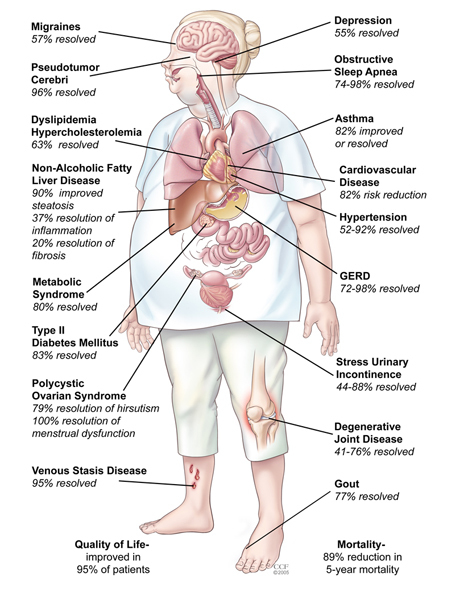 Migraines
57% resolved
Pseudotumor
Cerebri
96% resolved
Dyslipidemia
Hypercholesterolemia
63% resolved
Non-Alcoholic Fatty
Liver Disease
90% improved
steatosis
37% resolution of
inflammation
20% resolution of
fibrosis
Metabolic
Syndrome
80% resolved
Type II
Diabetes Mellitus
83% resolved
Polycystic
Ovarian Syndrome
79% resolution of hirsutism
100% resolution of
menstrual dysfunction
Venous Stasis Disease
95% resolved
Quality of Life-
improved in
95% of patients
Depression
55% resolved
Obstructive
Sleep Apnea
74-98% resolved
Asthma
82% improved
or resolved
Cardiovascular
Disease
82% risk reduction
Hypertension
52-92% resolved
GERD
72-98% resolved
Stress Urinary
Incontinence
44-88% resolved
Degenerative
Joint Disease
41-76% resolved
Gout
77% resolved
Mortality-
89% reduction in
5-year mortality
CCF
©2005